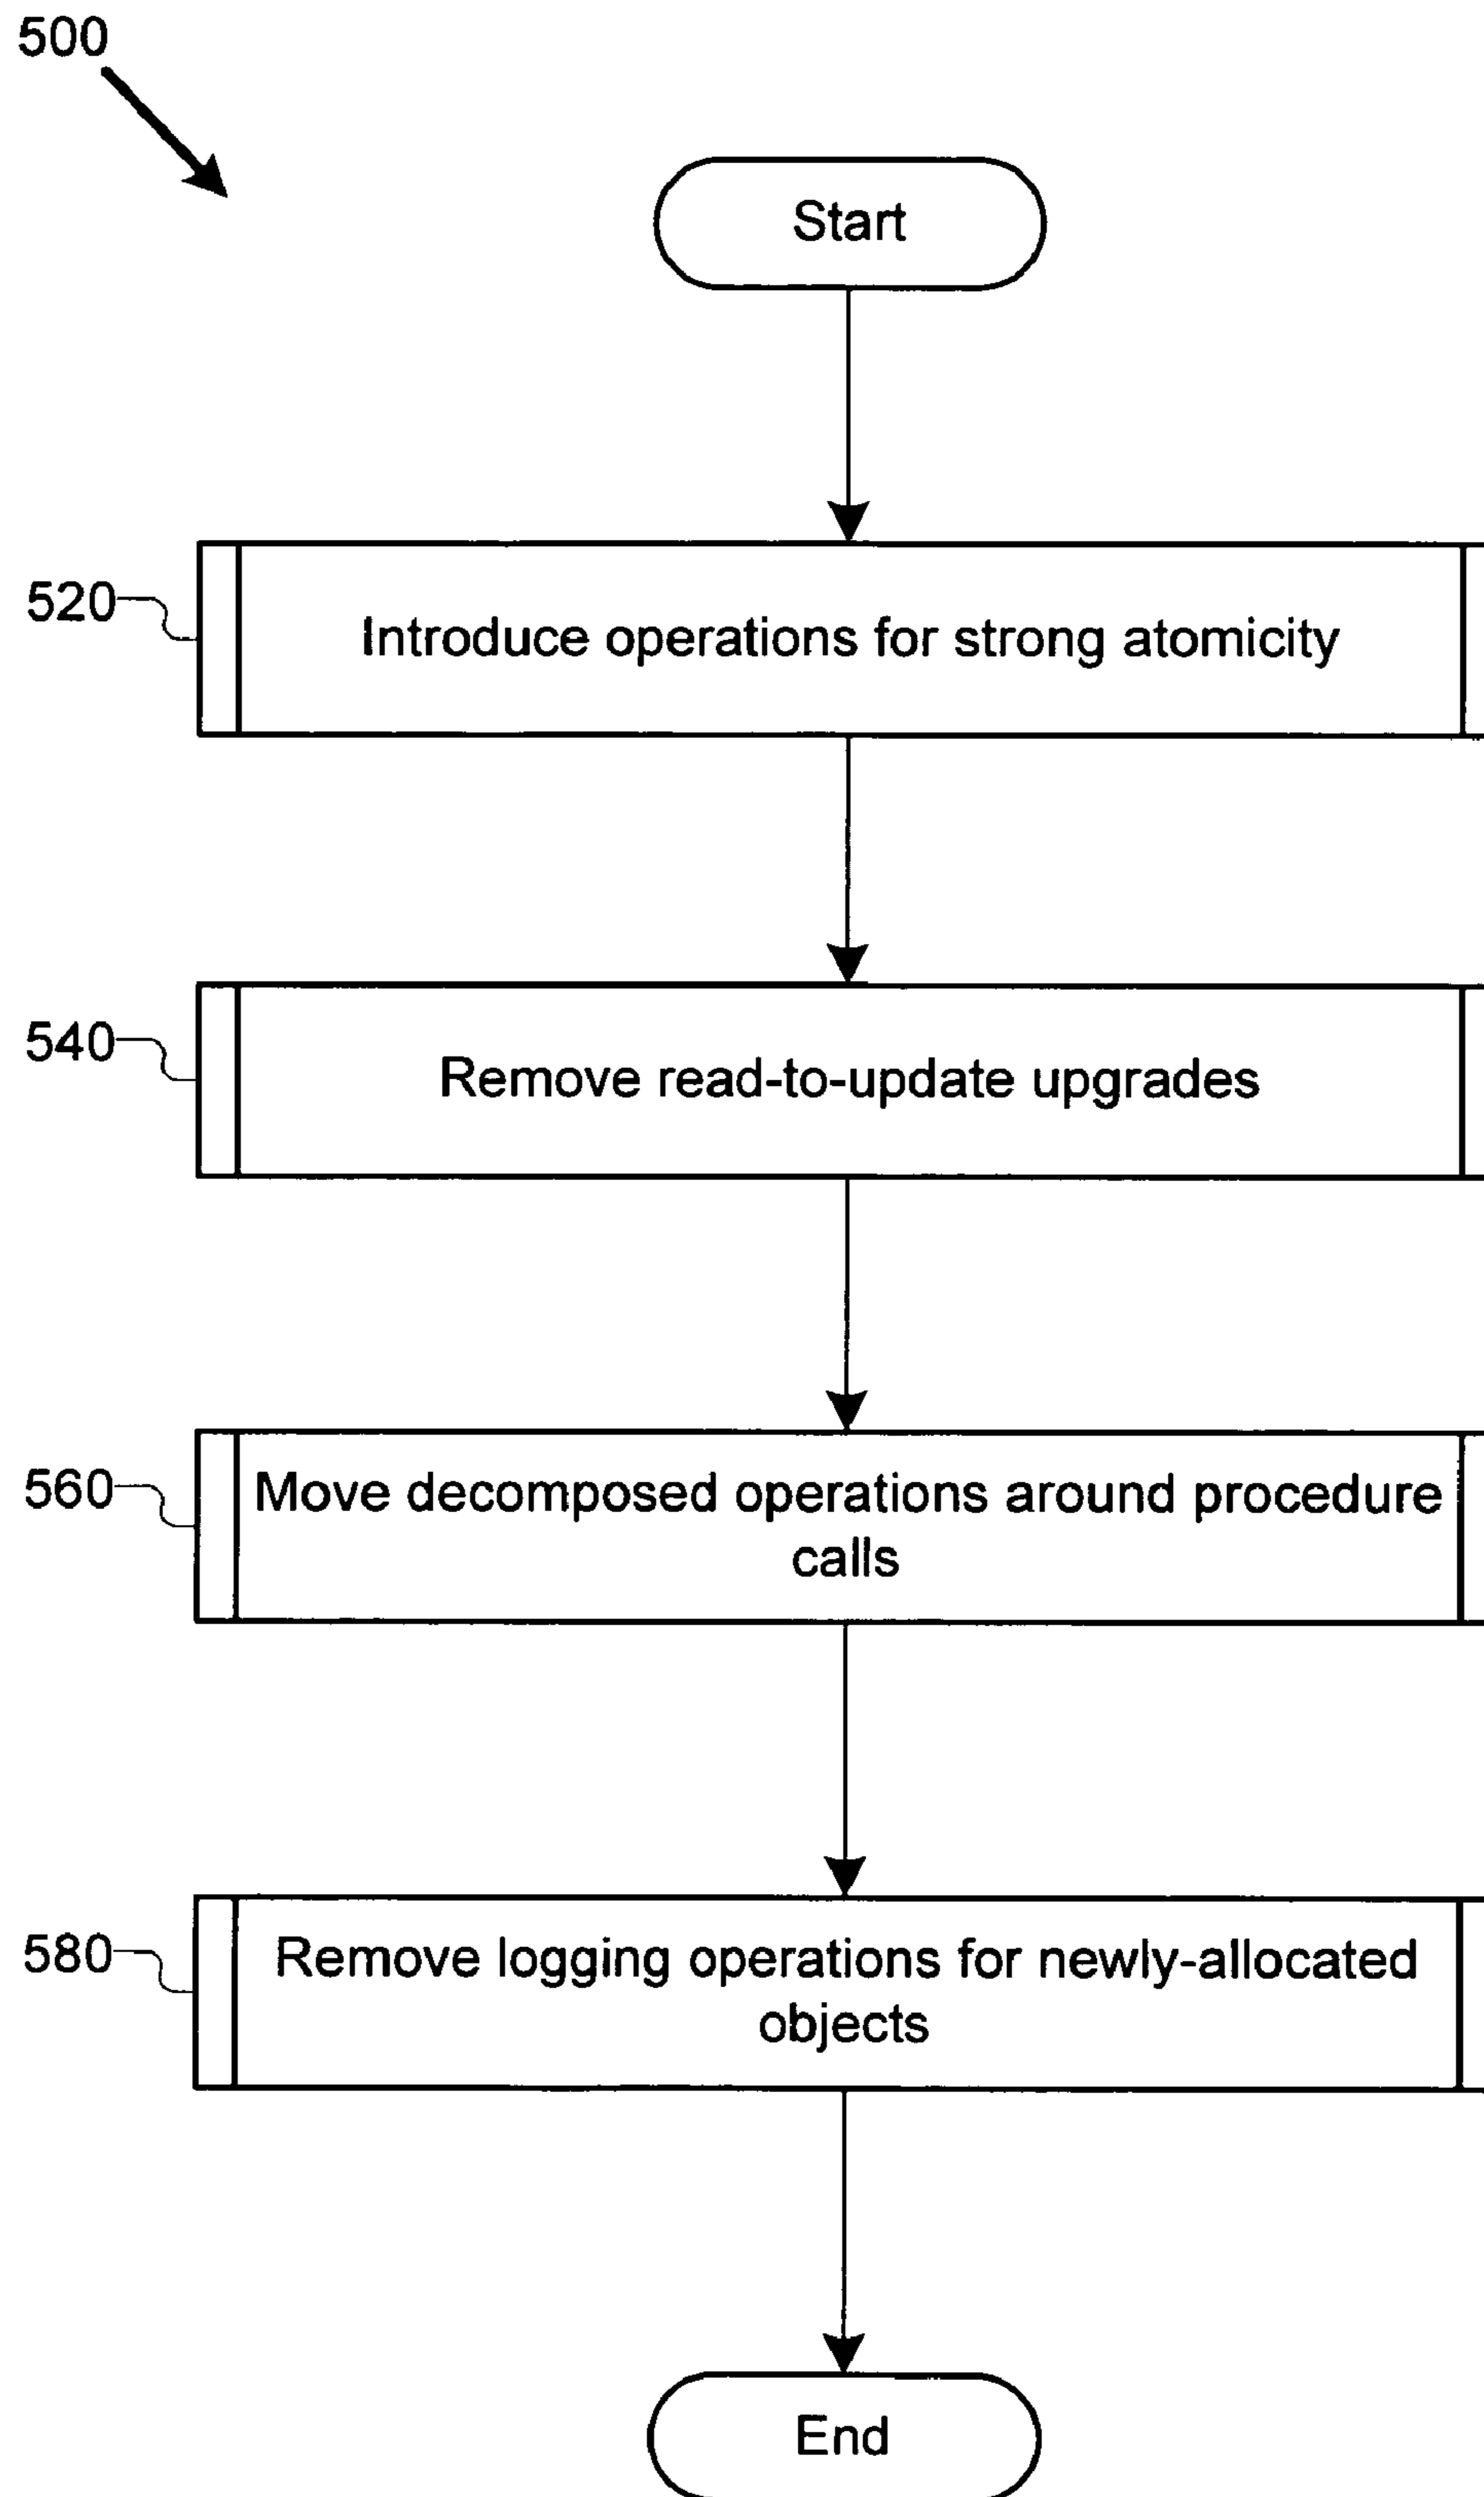 500
Start
520
Introduce operations for strong atomicity
540
Remove read-to-update upgrades
560
Move decomposed operations around procedure
calls
580
Remove logging operations for newly-allocated
objects
End